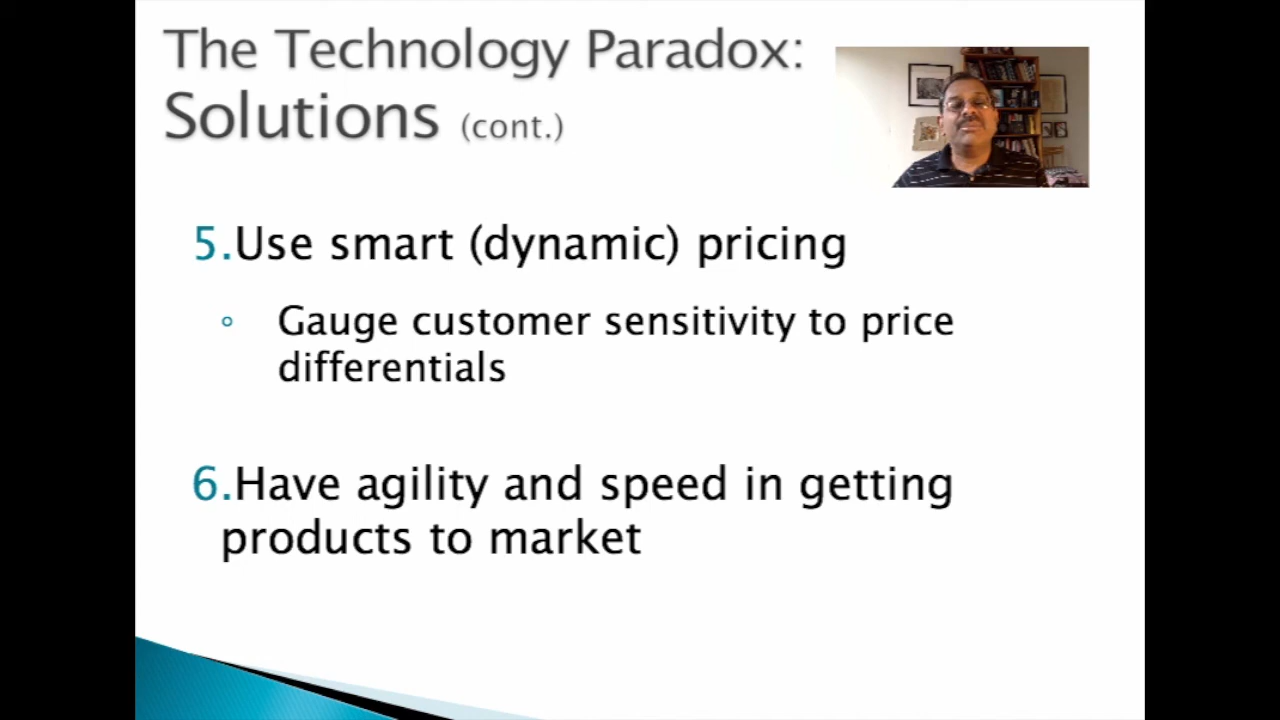 The Technology Paradox:
Solutions (cont.)
5.Use smart (dynamic) pricing
Gauge customer sensitivity to price
differentials
6.Have agility and speed in getting
products to market